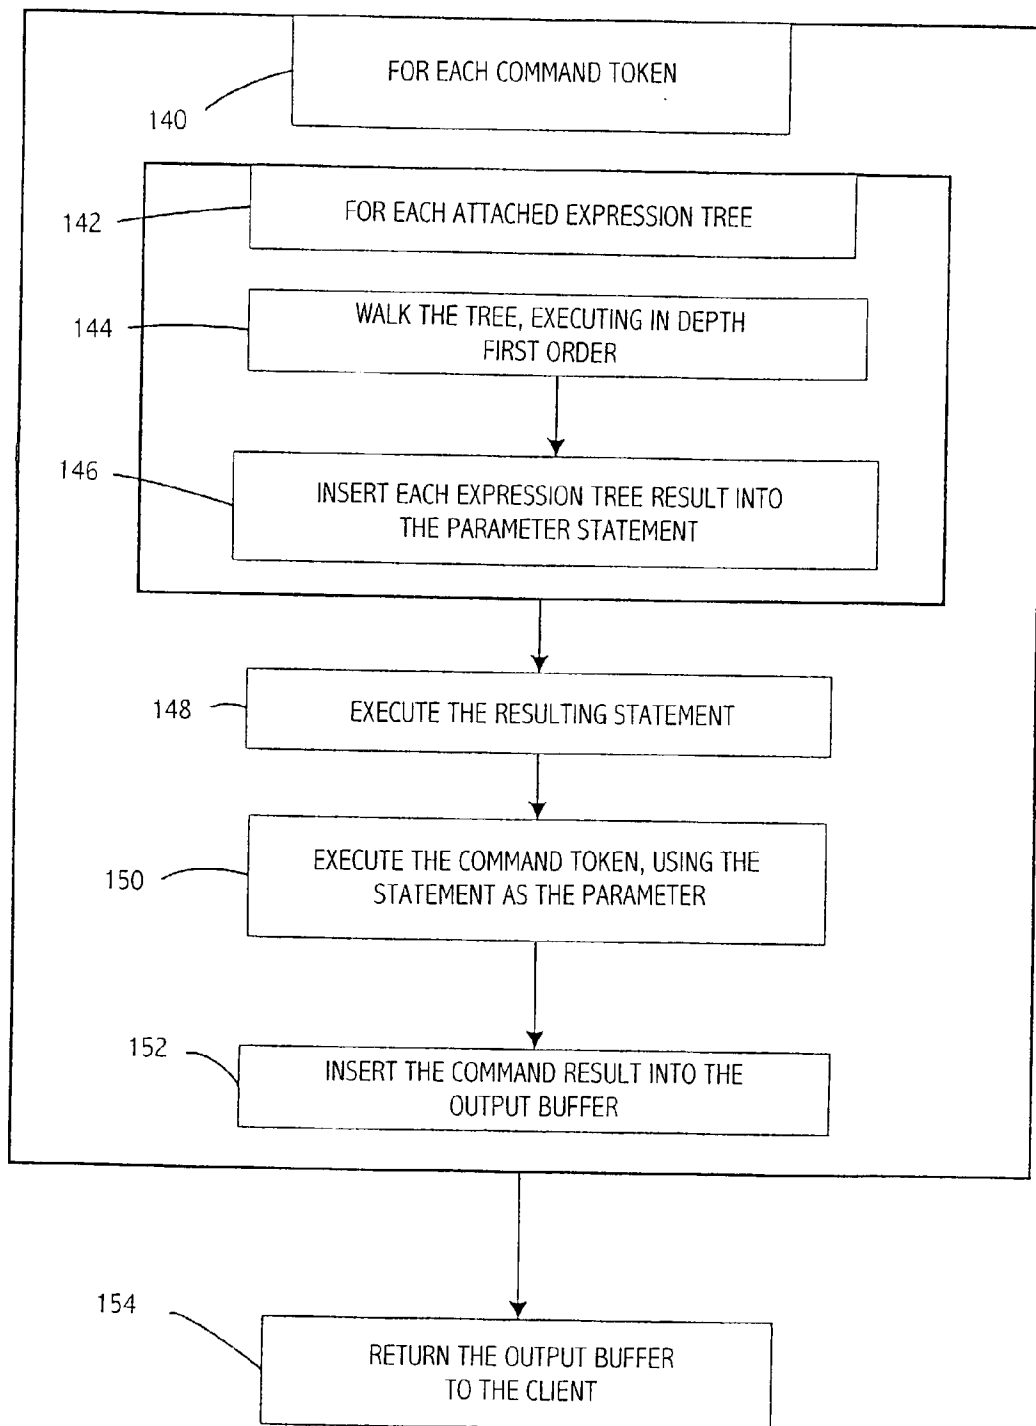 FOR EACH COMMAND TOKEN
140
142
FOR EACH ATTACHED EXPRESSION TREE
144
WALK THE TREE, EXECUTING IN DEPTH
FIRST ORDER
146
INSERT EACH EXPRESSION TREE RESULT INTO
THE PARAMETER STATEMENT
148
EXECUTE THE RESULTING STATEMENT
150
EXECUTE THE COMMAND TOKEN, USING THE
STATEMENT AS THE PARAMETER
152
INSERT THE COMMAND RESULT INTO THE
OUTPUT BUFFER
154
RETURN THE OUTPUT BUFFER
TO THE CLIENT